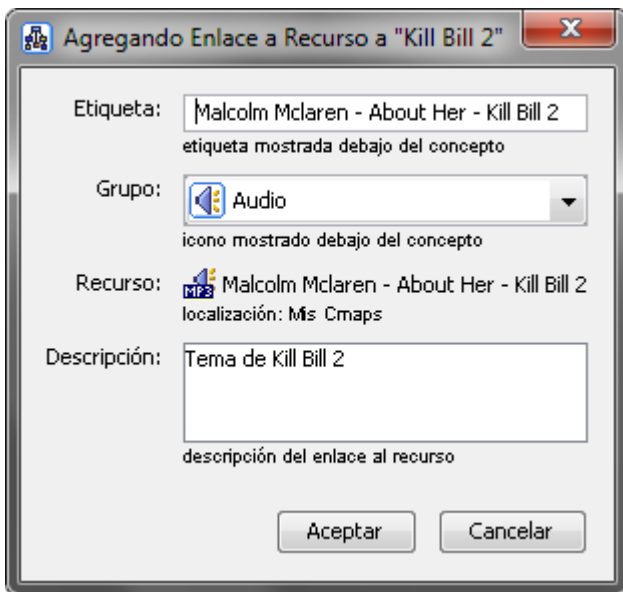 Agregando Enlace a Recurso a "Kill Bill 2"
Etiqueta: Malcolm Mclaren - About Her - Kill Bill 2
etiqueta mostrada debajo del concepto
Grupo: Audio
icono mostrado debajo del concepto
Recurso: MP3 Malcolm Mclaren - About Her - Kill Bill 2
localización: Mis Cmaps
Descripción: Tema de Kill Bill 2
descripción del enlace al recurso
Aceptar Cancelar